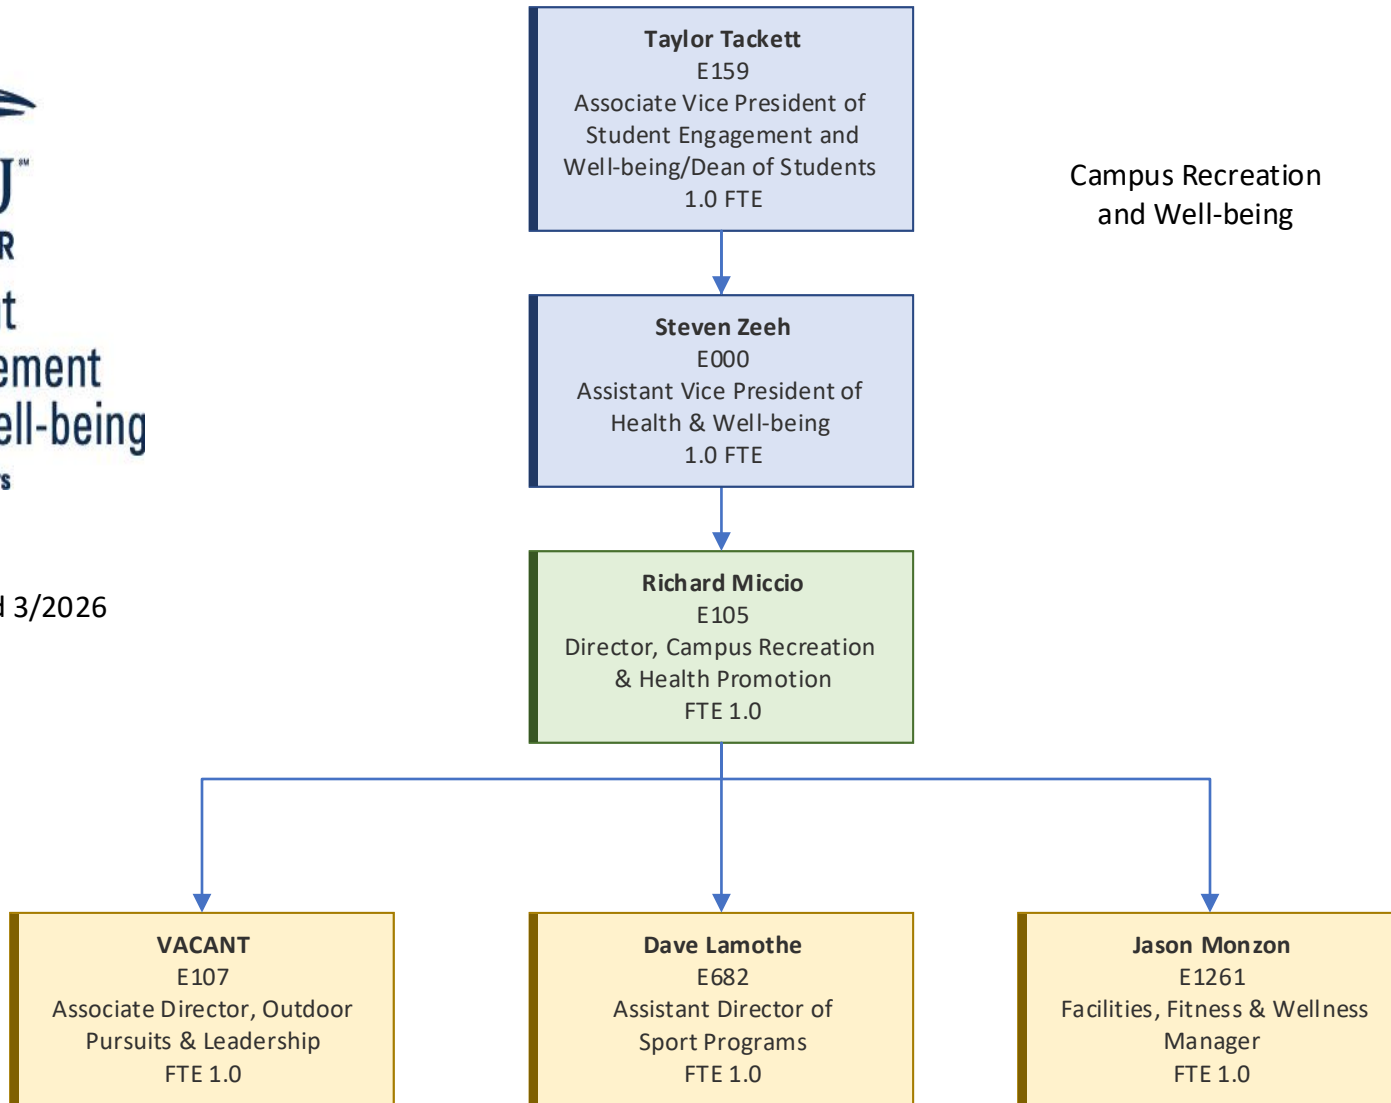 Taylor Tackett
E159
Associate Vice President of
Student Engagement and
Well-being/Dean of Students
1.0 FTE
Campus Recreation
and Well-being
Steven Zeeh
E000
Assistant Vice President of
Health & Well-being
1.0 FTE
ell-being
3/2026
Richard Miccio
E105
Director, Campus Recreation
& Health Promotion
FTE 1.0
VACANT
E107
Associate Director, Outdoor
Pursuits & Leadership
FTE 1.0
Dave Lamothe
E682
Assistant Director of
Sport Programs
FTE 1.0
Jason Monzon
E1261
Facilities, Fitness & Wellness
Manager
FTE 1.0